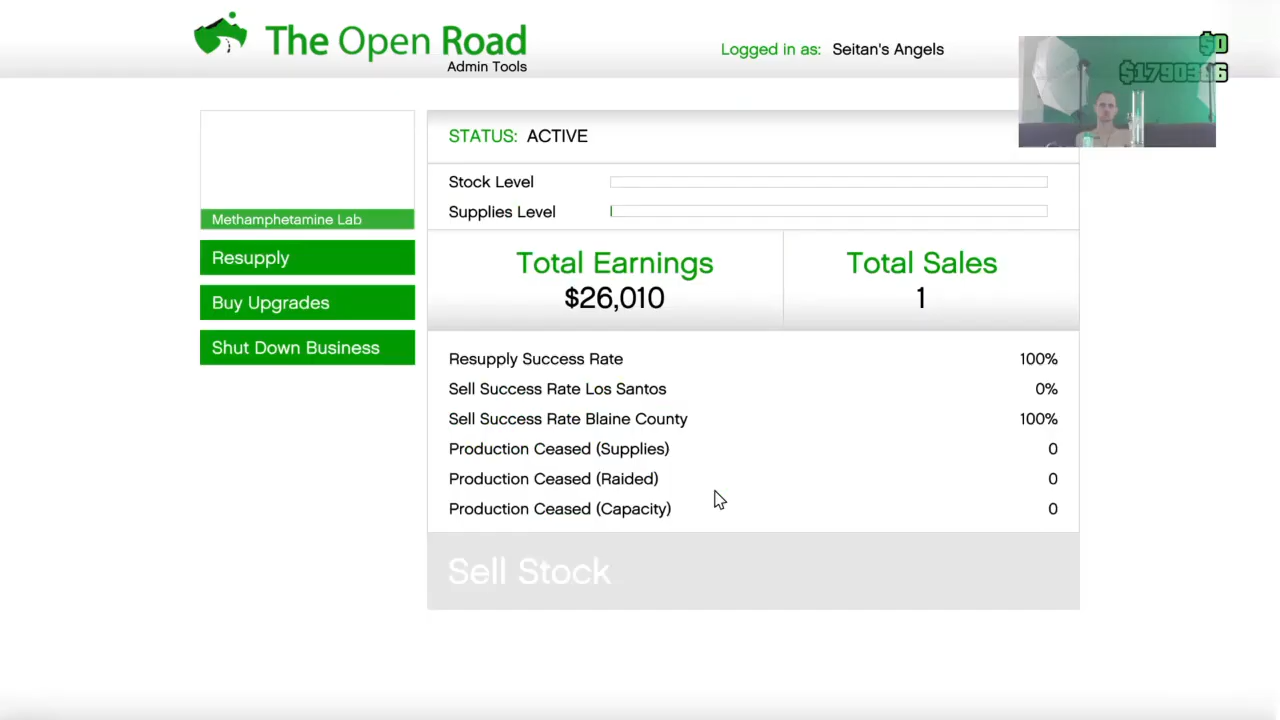 The Open Road
Admin Tools
Logged in as: Seitan's Angels
$0
STATUS: ACTIVE
Stock Level
Supplies Level
Methamphetamine Lab
Resupply
Buy Upgrades
Shut Down Business
Total Earnings
$26,010
Total Sales
1
Resupply Success Rate 100%
Sell Success Rate Los Santos 0%
Sell Success Rate Blaine County 100%
Production Ceased (Supplies) 0
Production Ceased (Raided) 0
Production Ceased (Capacity) 0
Sell Stock